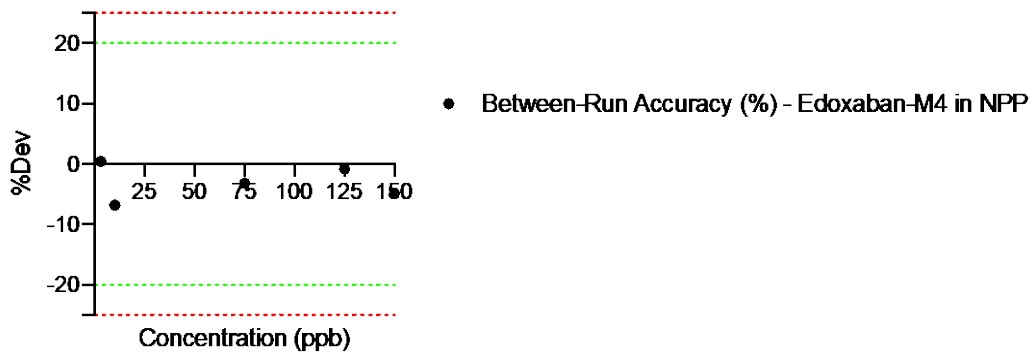 20
10
0
-10
-20
%Dev
25 50 75 100 125 150
Concentration (ppb)
Between-Run Accuracy (%) - Edoxaban-M4 in NPP